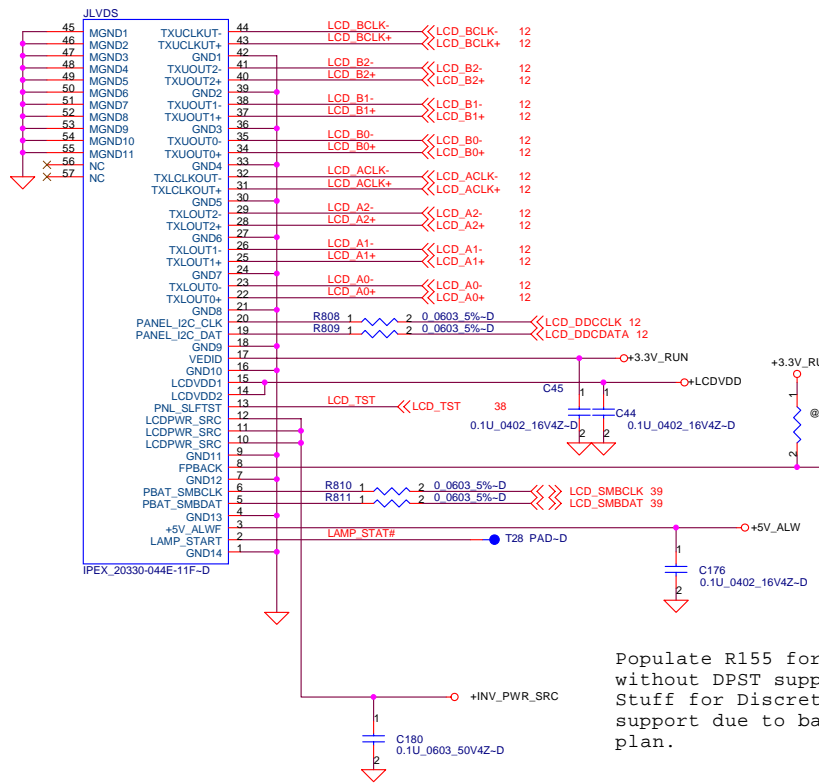 JLVDS
45 MGND1 TXUCLKUT- 44 LCD_BCLK- LCD_BCLK- 12
46 MGND2 TXUCLKUT+ 43 LCD_BCLK+ LCD_BCLK+ 12
47 MGND3 GND1 42
48 MGND4 TXUOUT2- 41 LCD_B2- LCD_B2- 12
49 MGND5 TXUOUT2+ 40 LCD_B2+ LCD_B2+ 12
50 MGND6 GND2 39
51 MGND7 TXUOUT1- 38 LCD_B1- LCD_B1- 12
52 MGND8 TXUOUT1+ 37 LCD_B1+ LCD_B1+ 12
53 MGND9 GND3 36
54 MGND10 TXUOUT0- 35 LCD_B0- LCD_B0- 12
55 MGND11 TXUOUT0+ 34 LCD_B0+ LCD_B0+ 12
56 NC GND4 33
57 NC TXLCLKOUT- 32 LCD_ACLK- LCD_ACLK- 12
TXLCLKOUT+ 31 LCD_ACLK+ LCD_ACLK+ 12
GND5 30
TXLOUT2- 29 LCD_A2- LCD_A2- 12
TXLOUT2+ 28 LCD_A2+ LCD_A2+ 12
GND6 27
TXLOUT1- 26 LCD_A1- LCD_A1- 12
TXLOUT1+ 25 LCD_A1+ LCD_A1+ 12
GND7 24
TXLOUT0- 23 LCD_A0- LCD_A0- 12
TXLOUT0+ 22 LCD_A0+ LCD_A0+ 12
GND8 21
PANEL_I2C_CLK 20 R808 1 2 0_0603_5%~D LCD_DDCCLK 12
PANEL_I2C_DAT 19 R809 1 2 0_0603_5%~D LCD_DDCDATA 12
GND9 18
VEDID 17 +3.3V_RUN
GND10 16
LCDVDD1 15 +LCDVDD
LCDVDD2 14
PNL_SLFTST 13 LCD_TST LCD_TST 38
LCDPWR_SRC 12
LCDPWR_SRC 11
LCDPWR_SRC 10
GND11 9
FPBACK 8
GND12 7
PBAT_SMBCLK 6 R810 1 2 0_0603_5%~D LCD_SMBCLK 39
PBAT_SMBDAT 5 R811 1 2 0_0603_5%~D LCD_SMBDAT 39
GND13 4
+5V_ALWF 3 +5V_ALW
LAMP_START 2 LAMP_STAT# T28 PAD~D
GND14 1
IPEX_20330-044E-11F~D
C45 1 2 0.1U_0402_16V4Z~D
C44 1 2 0.1U_0402_16V4Z~D
+3.3V_RU
1 @ 2
1 C176 2
0.1U_0402_16V4Z~D
+INV_PWR_SRC
1 C180 2
0.1U_0603_50V4Z~D
Populate R155 for
without DPST supp
Stuff for Discret
support due to ba
plan.